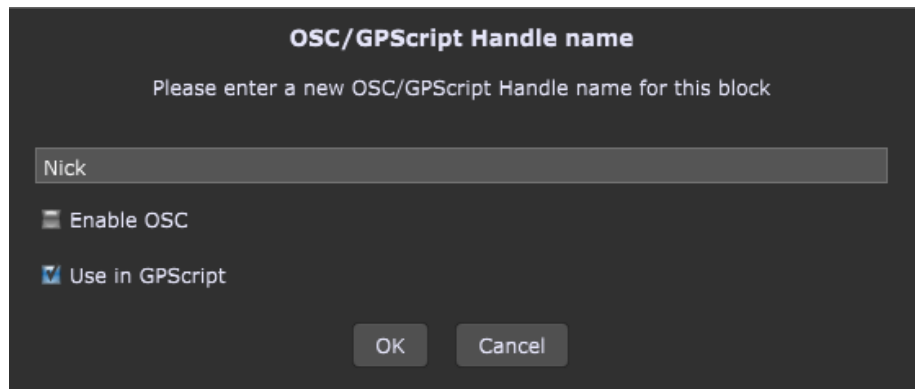 OSC/GPScript Handle name
Please enter a new OSC/GPScript Handle name for this block
Nick
Enable OSC
Use in GPScript
OK Cancel